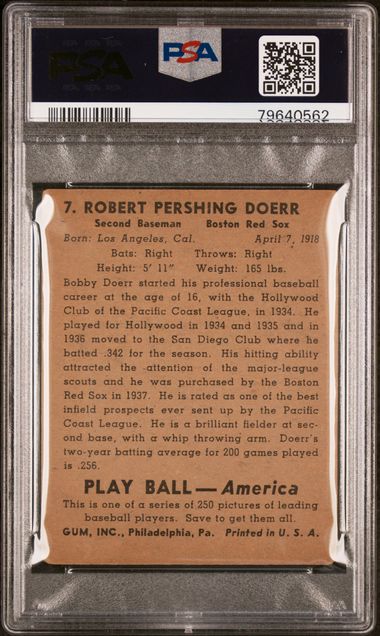 PSA
PSA
79640562
7. ROBERT PERSHING DOERR
Second Baseman Boston Red Sox
Born: Los Angeles, Cal. April 7, 1918
Bats: Right Throws: Right
Height: 5' 11" Weight: 165 lbs.
Bobby Doerr started his professional baseball
career at the age of 16, with the Hollywood
Club of the Pacific Coast League, in 1934. He
played for Hollywood in 1934 and 1935 and in
1936 moved to the San Diego Club where he
batted .342 for the season. His hitting ability
attracted the attention of the major-league
scouts and he was purchased by the Boston
Red Sox in 1937. He is rated as one of the best
infield prospects ever sent up by the Pacific
Coast League. He is a brilliant fielder at sec-
ond base, with a whip throwing arm. Doerr's
two-year batting average for 200 games played
is .256.
PLAY BALL—America
This is one of a series of 250 pictures of leading
baseball players. Save to get them all.
GUM, INC., Philadelphia, Pa. Printed in U. S. A.